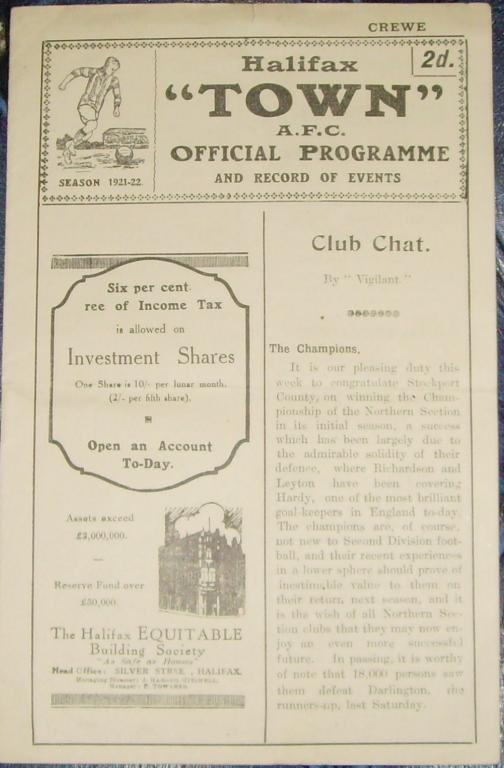 CREWE
Halifax
2d.
"TOWN"
A.F.C.
OFFICIAL PROGRAMME
AND RECORD OF EVENTS
SEASON 1921-22.
Six per cent.
ree of Income Tax
is allowed on
Investment Shares
One Share is 10/- per lunar month.
(2/- per fifth share).
Open an Account
To-Day.
Assets exceed
£3,000,000.
Reserve Fund over
£50,000.
The Halifax EQUITABLE
Building Society
"As Safe as Houses"
Head Office: SILVER STREET, HALIFAX.
Managing Director: J. HAROLD MITCHELL.
Manager:
Club Chat.
By "Vigilant."
The Champions.
It is our pleasing duty this
week to congratulate Stockport
County, on winning the Cham-
pionship of the Northern Section
in its initial season, a success
which has been largely due to
the admirable solidity of their
defence, where Richardson and
Leyton have been covering
Hardy, one of the most brilliant
goal-keepers in England to-day.
The champions are, of course,
not new to Second Division foot-
ball, and their recent experiences
in a lower sphere should prove of
inestimable value to them on
their return next season, and it
is the wish of all Northern Sec-
tion clubs that they may now en-
joy an even more successful
future. In passing, it is worthy
of note that 18,000 persons saw
them defeat Darlington, the
runners-up, last Saturday.